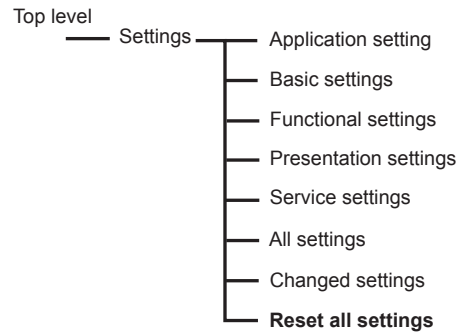 Top level
Settings
Application setting
Basic settings
Functional settings
Presentation settings
Service settings
All settings
Changed settings
Reset all settings